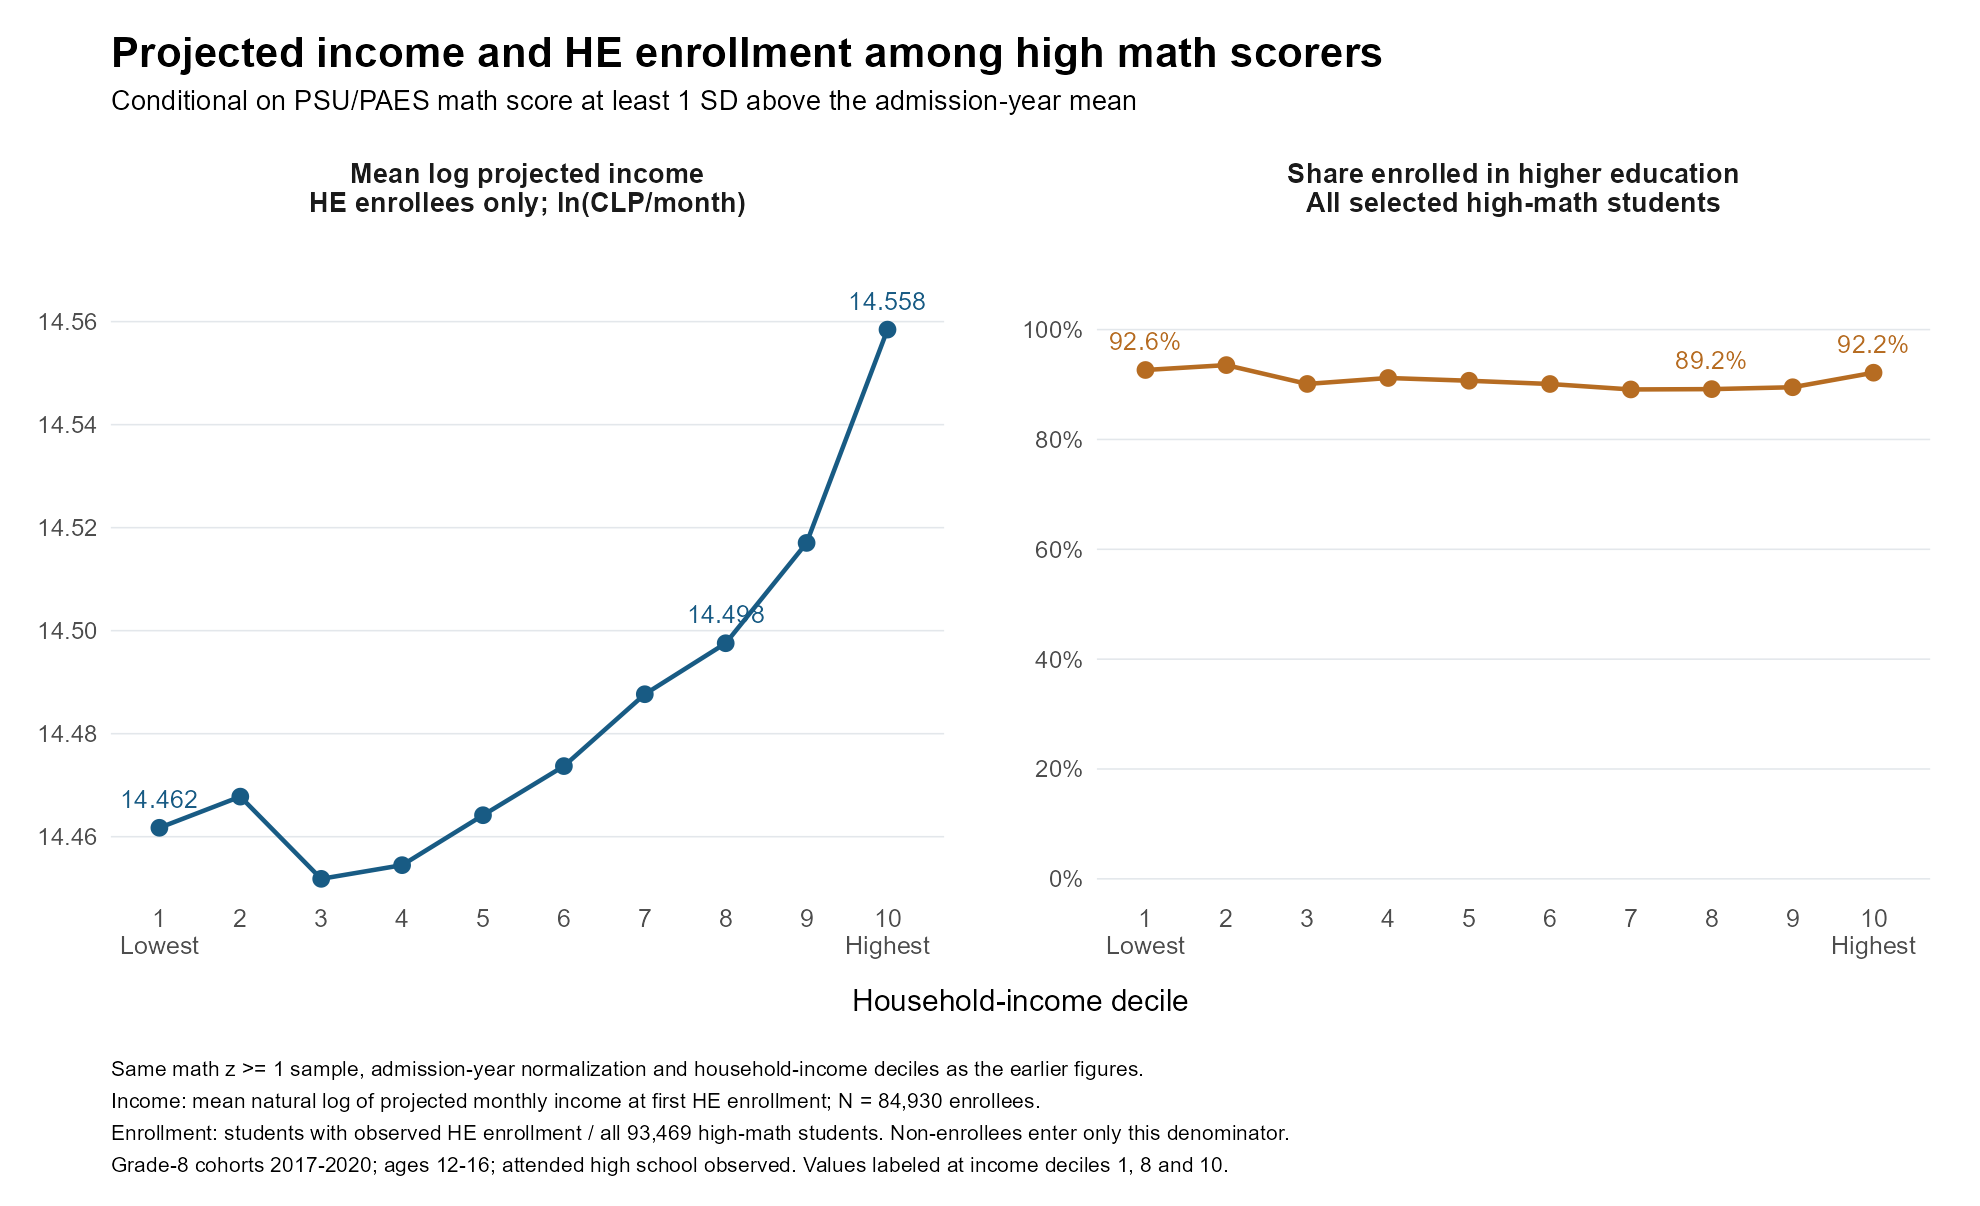 Projected income and HE enrollment among high math scorers
Conditional on PSU/PAES math score at least 1 SD above the admission-year mean
Mean log projected income
HE enrollees only; ln(CLP/month)
14.56
14.54
14.52
14.50
14.48
14.46
14.462
14.498
14.558
1 2 3 4 5 6 7 8 9 10
Lowest Highest
Share enrolled in higher education
All selected high-math students
100%
80%
60%
40%
20%
0%
92.6%
89.2%
92.2%
1 2 3 4 5 6 7 8 9 10
Lowest Highest
Household-income decile
Same math z >= 1 sample, admission-year normalization and household-income deciles as the earlier figures.
Income: mean natural log of projected monthly income at first HE enrollment; N = 84,930 enrollees.
Enrollment: students with observed HE enrollment / all 93,469 high-math students. Non-enrollees enter only this denominator.
Grade-8 cohorts 2017-2020; ages 12-16; attended high school observed. Values labeled at income deciles 1, 8 and 10.